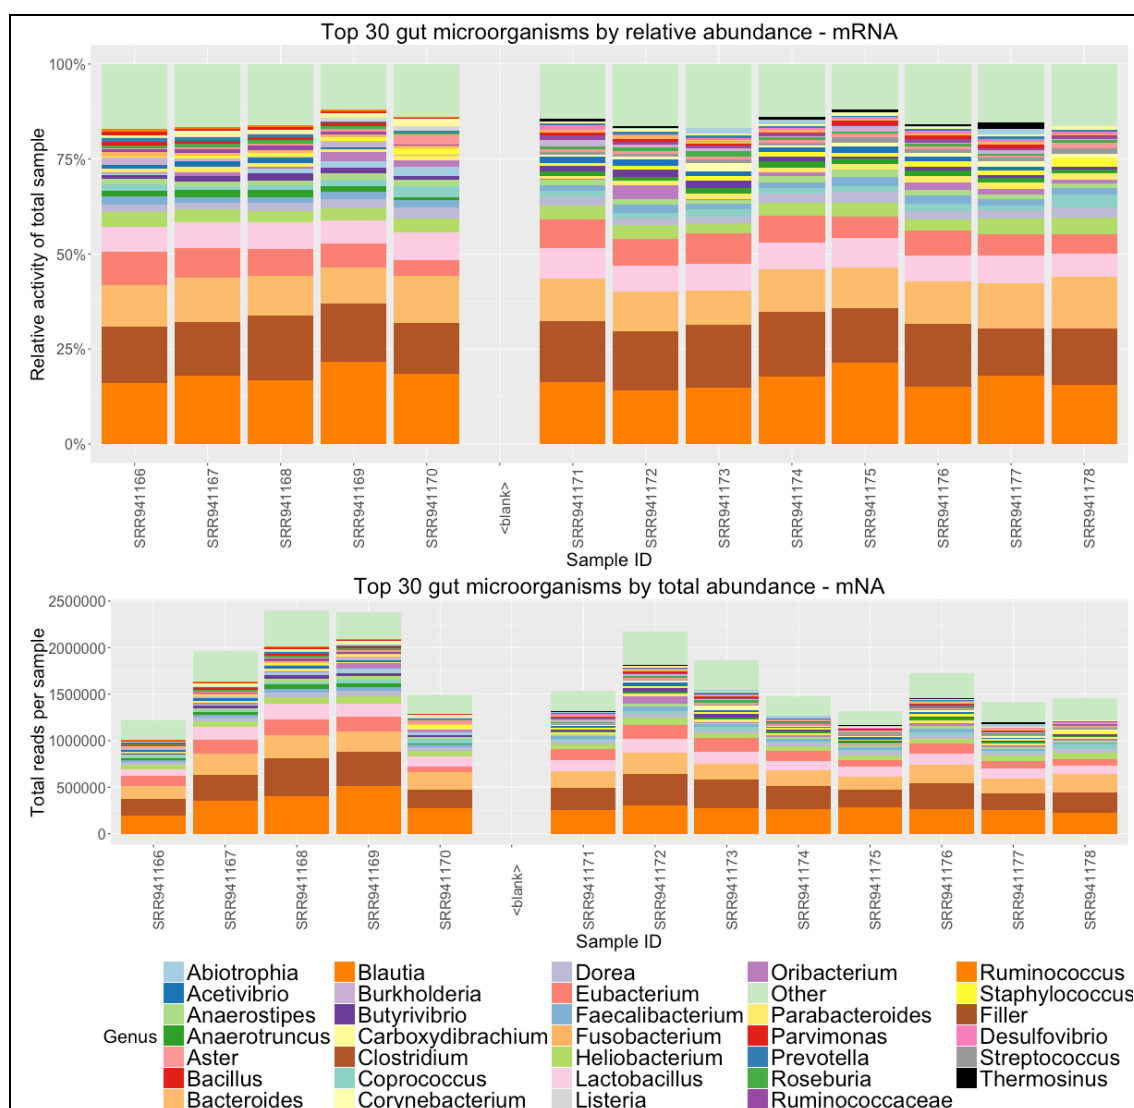 Top 30 gut microorganisms by relative abundance - mRNA
Relative activity of total sample
100%
75%
50%
25%
0%
SRR941166
SRR941167
SRR941168
SRR941169
SRR941170
<blank>
SRR941171
SRR941172
SRR941173
SRR941174
SRR941175
SRR941176
SRR941177
SRR941178
Sample ID
Top 30 gut microorganisms by total abundance - mNA
Total reads per sample
2500000
2000000
1500000
1000000
500000
0
SRR941166
SRR941167
SRR941168
SRR941169
SRR941170
<blank>
SRR941171
SRR941172
SRR941173
SRR941174
SRR941175
SRR941176
SRR941177
SRR941178
Sample ID
Genus
Abiotrophia
Acetivibrio
Anaerostipes
Anaerotruncus
Aster
Bacillus
Bacteroides
Blautia
Burkholderia
Butyrivibrio
Carboxydibrachium
Clostridium
Coprococcus
Corynebacterium
Dorea
Eubacterium
Faecalibacterium
Fusobacterium
Heliobacterium
Lactobacillus
Listeria
Oribacterium
Other
Parabacteroides
Parvimonas
Prevotella
Roseburia
Ruminoccaceae
Ruminococcus
Staphylococcus
Filler
Desulfovibrio
Streptococcus
Thermosinus